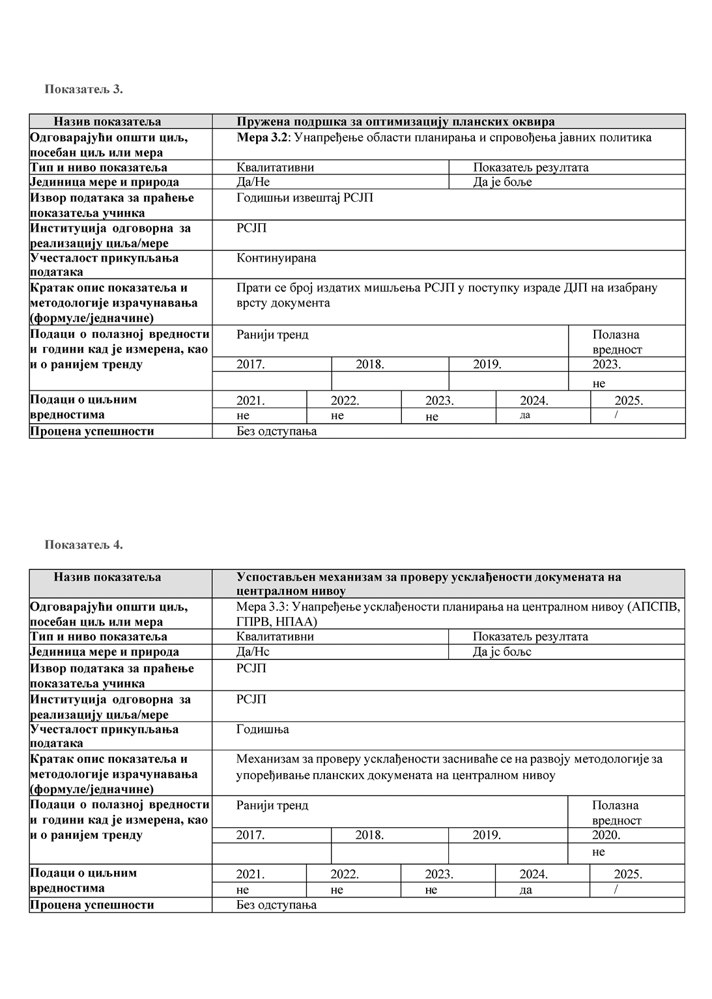 Показатељ 3.
Назив показатеља Пружена подршка за оптимизацију планских оквира
Одговарајући општи циљ, Мера 3.2: Унапређење области планирања и спровођења јавних политика
посебан циљ или мера
Тип и ниво показатеља Квалитативни Показатељ резултата
Јединица мере и природа Да/Не Да је боље
Извор података за праћење Годишњи извештај РСЈП
показатеља учинка
Институција одговорна за РСЈП
реализацију циља/мере
Учесталост прикупљања Континуирана
података
Кратак опис показатеља и Прати се број издатих мишљења РСЈП у поступку израде ДЈП на изабрану
методологије израчунавања врсту документа
(формуле/једначине)
Подаци о полазној вредности Ранији тренд Полазна
и години кад је измерена, као вредност
и о ранијем тренду 2017. 2018. 2019. 2023.
не
Подаци о циљним 2021. 2022. 2023. 2024. 2025.
вредностима не не не да /
Процена успешности Без одступања
Показатељ 4.
Назив показатеља Успостављен механизам за проверу усклађености докумената на
централном нивоу
Одговарајући општи циљ, Мера 3.3: Унапређење усклађености планирања на централном нивоу (АПСПВ,
посебан циљ или мера ГПРВ, НПАА)
Тип и ниво показатеља Квалитативни Показатељ резултата
Јединица мере и природа Да/Нс Да јс бољс
Извор података за праћење РСЈП
показатеља учинка
Институција одговорна за РСЈП
реализацију циља/мере
Учесталост прикупљања Годишња
података
Кратак опис показатеља и Механизам за проверу усклађености засниваће се на развоју методологије за
методологије израчунавања упоређивање планских докумената на централном нивоу
(формуле/једначине)
Подаци о полазној вредности Ранији тренд Полазна
и години кад је измерена, као вредност
и о ранијем тренду 2017. 2018. 2019. 2020.
не
Подаци о циљним 2021. 2022. 2023. 2024. 2025.
вредностима не не не да /
Процена успешности Без одступања